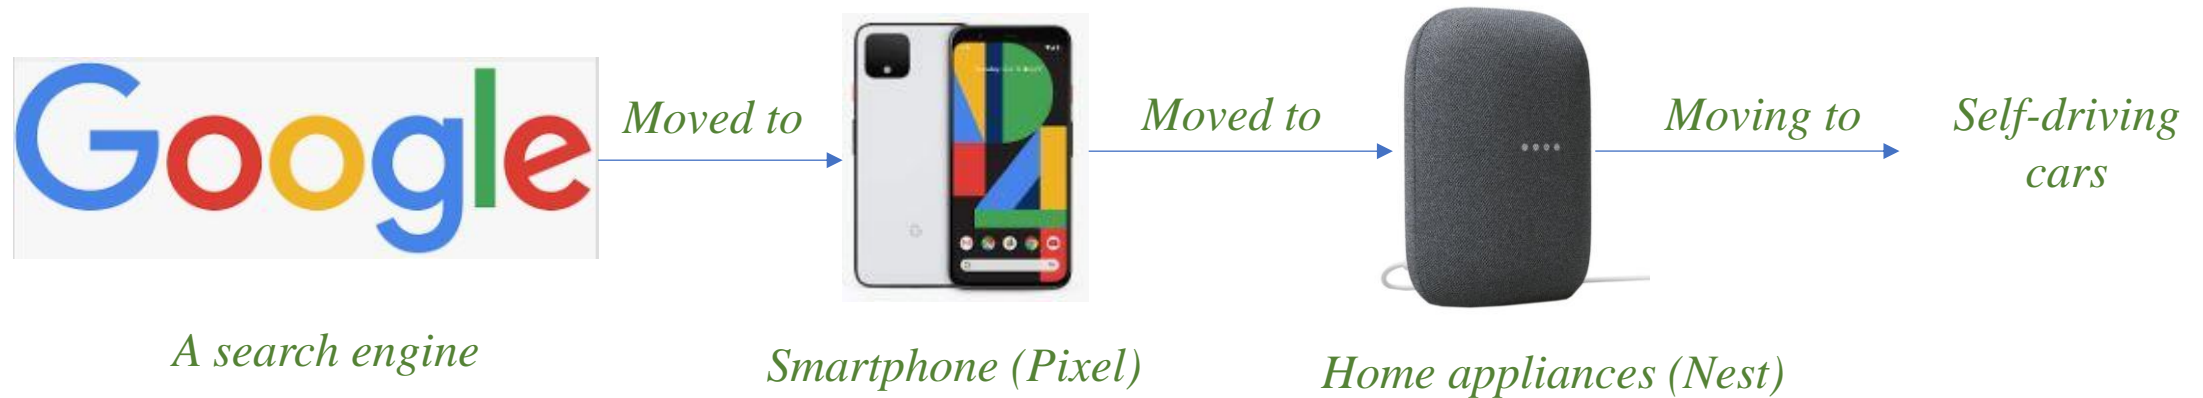 Google
Moved to
Moved to
Moving to
Self-driving
cars
A search engine
Smartphone (Pixel)
Home appliances (Nest)